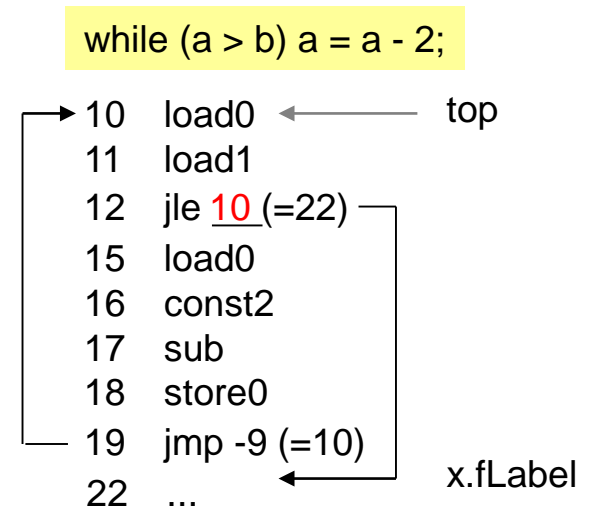 while (a > b) a = a - 2;
10 load0 top
11 load1
12 jle 10 (=22)
15 load0
16 const2
17 sub
18 store0
19 jmp -9 (=10)
x.fLabel
22 ...